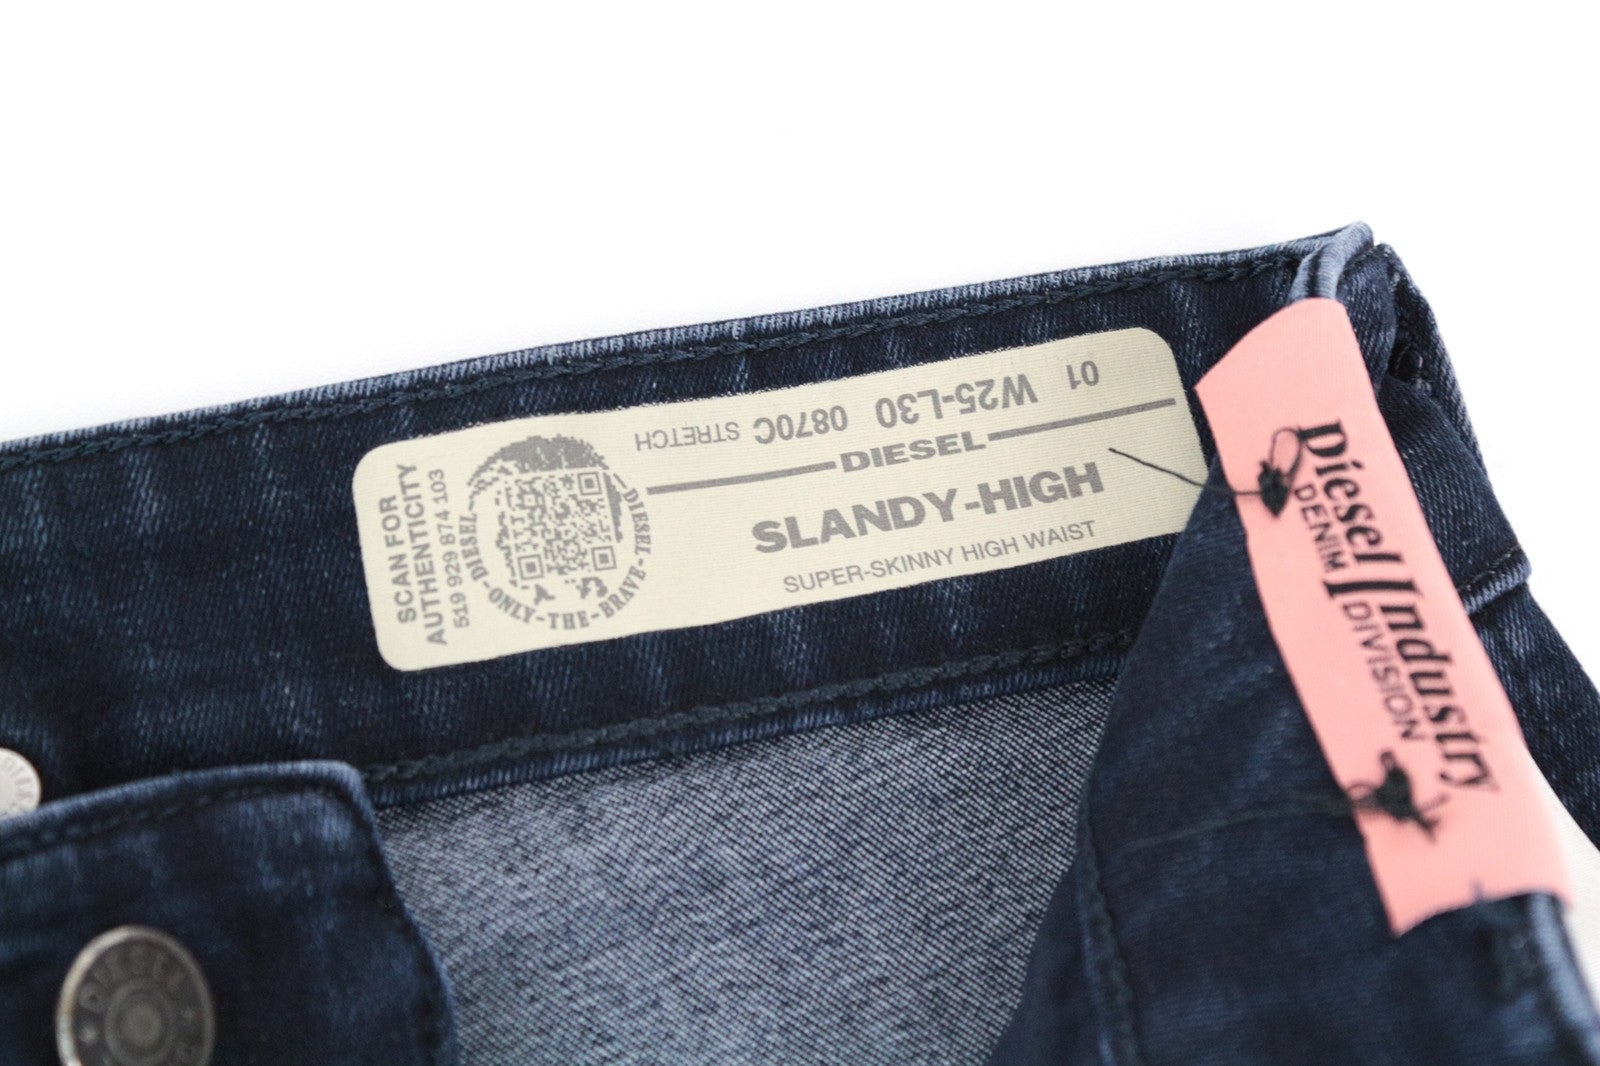 SCAN FOR
AUTHENTICITY
519 929 874 103
DIESEL-ONLY-THE-BRAVE-DIESEL
01 W25-L30 0870C STRETCH
DIESEL
SLANDY-HIGH
SUPER-SKINNY HIGH WAIST
Diesel Industry
DENIM DIVISION
DIESEL